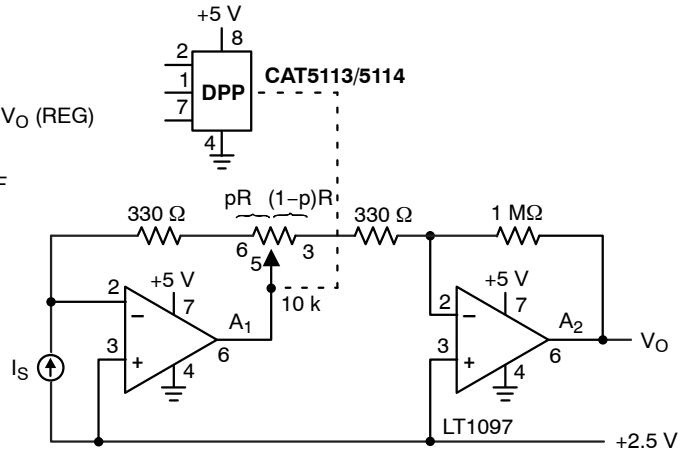 +5 V
8
2
1
7
4
DPP
CAT5113/5114
V_O (REG)
F
pR (1−p)R
330 Ω
6
5
3
10 k
330 Ω
1 MΩ
+5 V
2
7
3
−
+
4
6
A1
I_S
+5 V
2
7
3
−
+
4
6
A2
V_O
LT1097
+2.5 V